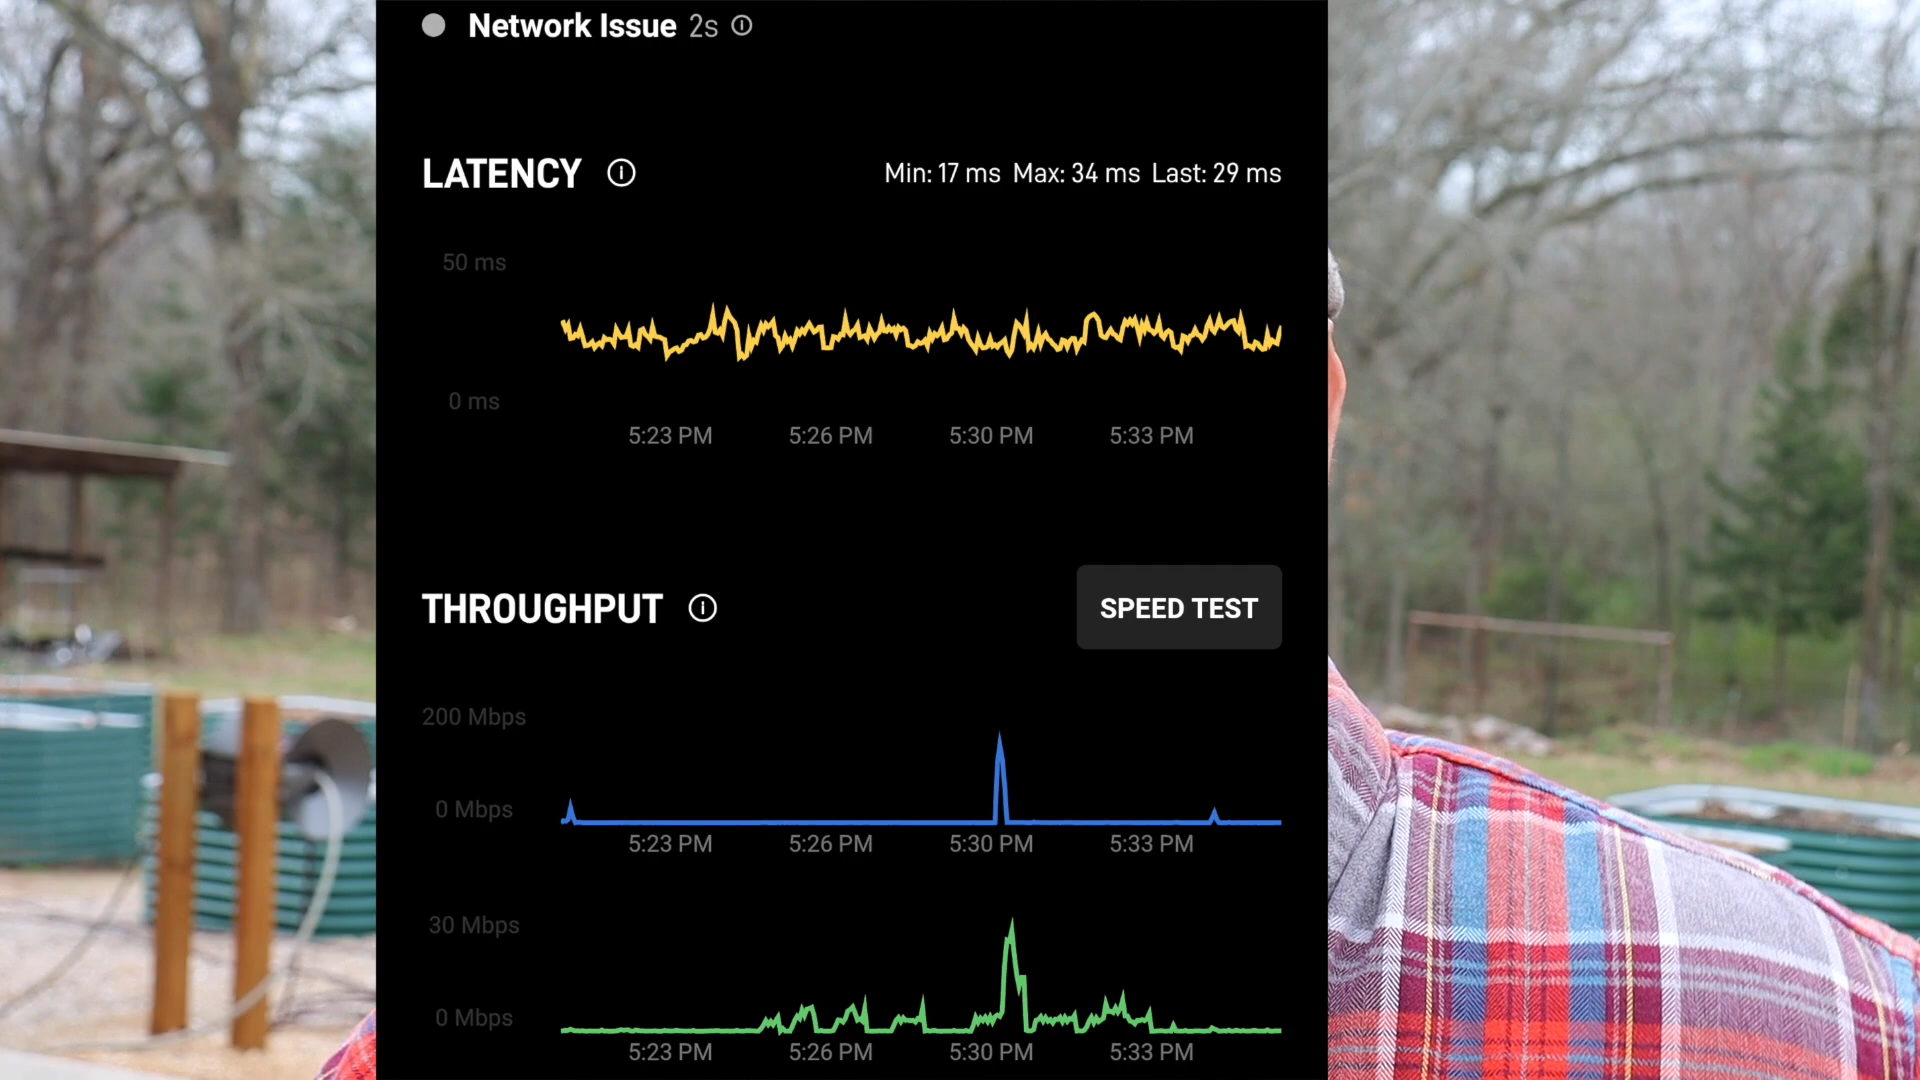 Network Issue 2s
LATENCY Min: 17 ms Max: 34 ms Last: 29 ms
50 ms
0 ms
5:23 PM 5:26 PM 5:30 PM 5:33 PM
THROUGHPUT SPEED TEST
200 Mbps
0 Mbps
5:23 PM 5:26 PM 5:30 PM 5:33 PM
30 Mbps
0 Mbps
5:23 PM 5:26 PM 5:30 PM 5:33 PM